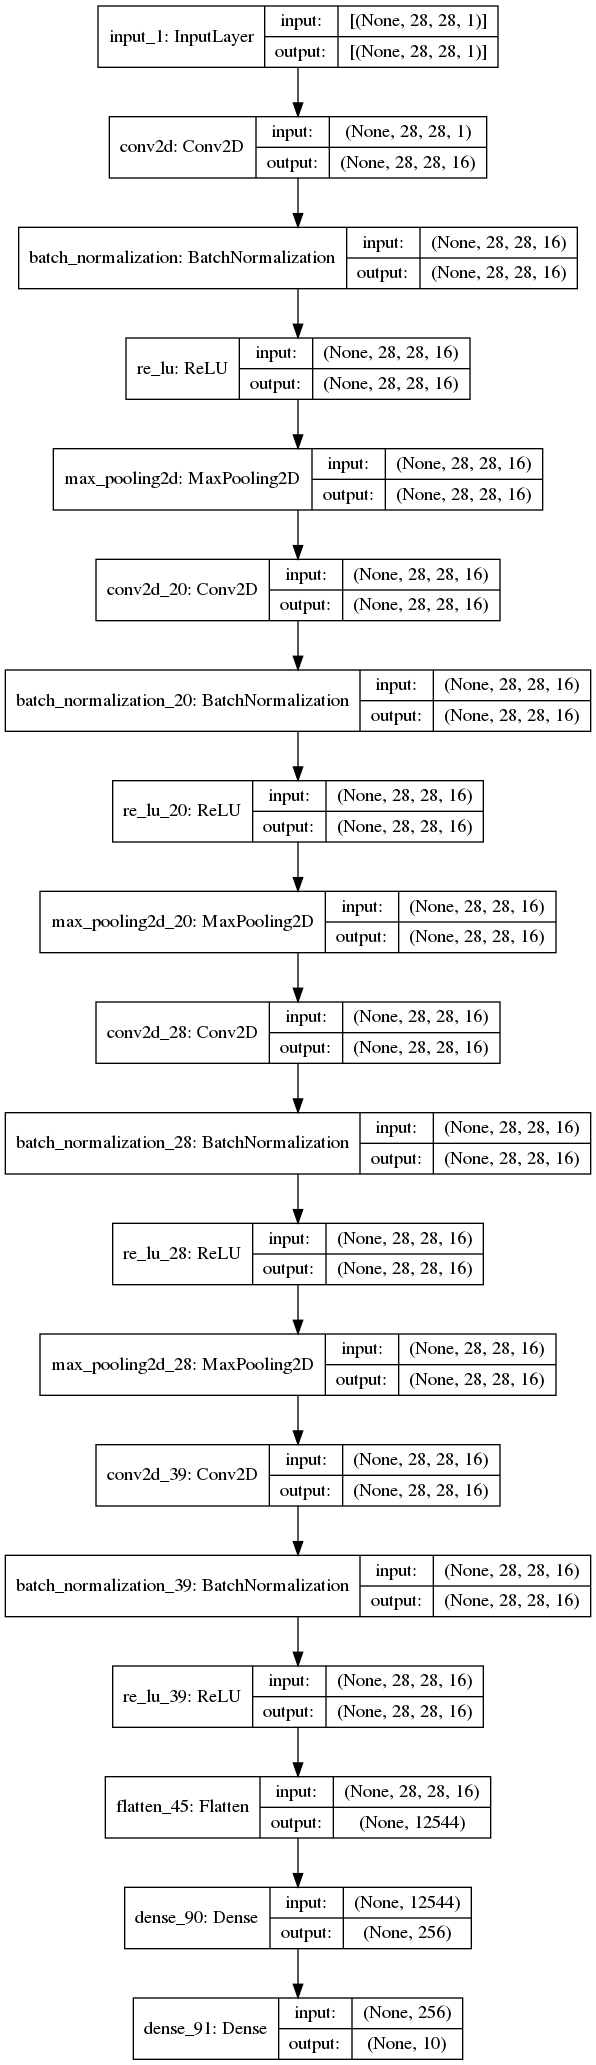 input_1: InputLayer
input: [(None, 28, 28, 1)]
output: [(None, 28, 28, 1)]
conv2d: Conv2D
input: (None, 28, 28, 1)
output: (None, 28, 28, 16)
batch_normalization: BatchNormalization
input: (None, 28, 28, 16)
output: (None, 28, 28, 16)
re_lu: ReLU
input: (None, 28, 28, 16)
output: (None, 28, 28, 16)
max_pooling2d: MaxPooling2D
input: (None, 28, 28, 16)
output: (None, 28, 28, 16)
conv2d_20: Conv2D
input: (None, 28, 28, 16)
output: (None, 28, 28, 16)
batch_normalization_20: BatchNormalization
input: (None, 28, 28, 16)
output: (None, 28, 28, 16)
re_lu_20: ReLU
input: (None, 28, 28, 16)
output: (None, 28, 28, 16)
max_pooling2d_20: MaxPooling2D
input: (None, 28, 28, 16)
output: (None, 28, 28, 16)
conv2d_28: Conv2D
input: (None, 28, 28, 16)
output: (None, 28, 28, 16)
batch_normalization_28: BatchNormalization
input: (None, 28, 28, 16)
output: (None, 28, 28, 16)
re_lu_28: ReLU
input: (None, 28, 28, 16)
output: (None, 28, 28, 16)
max_pooling2d_28: MaxPooling2D
input: (None, 28, 28, 16)
output: (None, 28, 28, 16)
conv2d_39: Conv2D
input: (None, 28, 28, 16)
output: (None, 28, 28, 16)
batch_normalization_39: BatchNormalization
input: (None, 28, 28, 16)
output: (None, 28, 28, 16)
re_lu_39: ReLU
input: (None, 28, 28, 16)
output: (None, 28, 28, 16)
flatten_45: Flatten
input: (None, 28, 28, 16)
output: (None, 12544)
dense_90: Dense
input: (None, 12544)
output: (None, 256)
dense_91: Dense
input: (None, 256)
output: (None, 10)